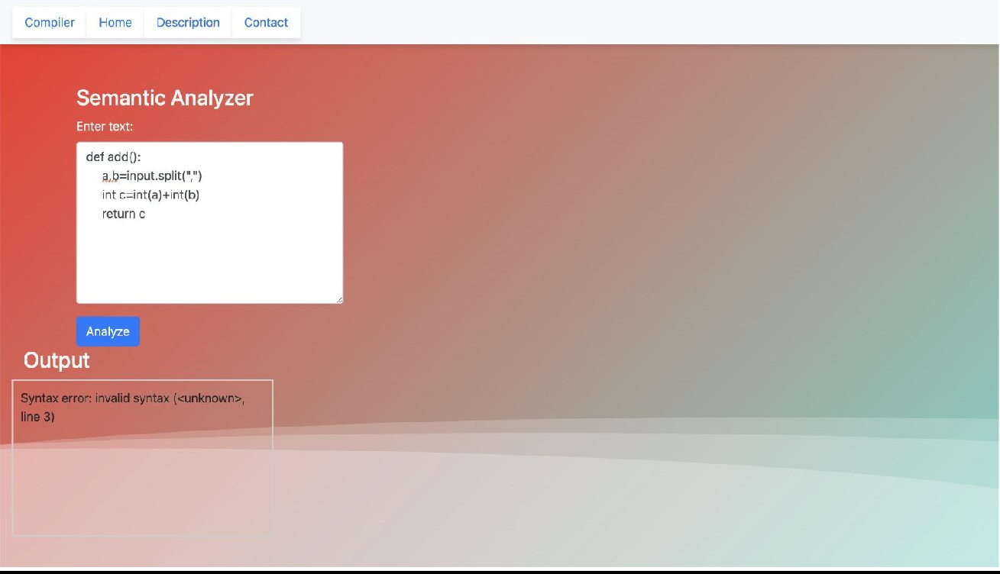 Compiler Home Description Contact
Semantic Analyzer
Enter text:
def add():
a,b=input.split(",")
int c=int(a)+int(b)
return c
Analyze
Output
Syntax error: invalid syntax (<unknown>,
line 3)